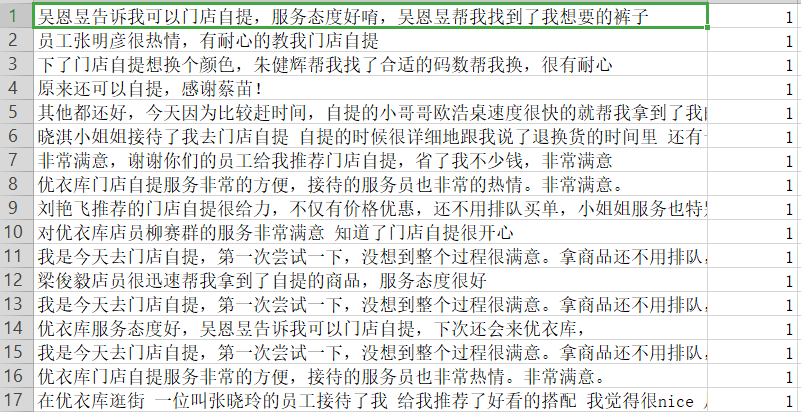 1 吴恩昱告诉我可以门店自提，服务态度好唷，吴恩昱帮我找到了我想要的裤子 1
2 员工张明彦很热情，有耐心的教我门店自提 1
3 下了门店自提想换个颜色，朱健辉帮我找了合适的码数帮我换，很有耐心 1
4 原来还可以自提，感谢蔡苗！ 1
5 其他都还好，今天因为比较赶时间，自提的小哥哥欧浩桌速度很快的就帮我拿到了我 1
6 晓淇小姐姐接待了我去门店自提 自提的时候很详细地跟我说了退换货的时间里 还有 1
7 非常满意，谢谢你们的员工给我推荐门店自提，省了我不少钱，非常满意 1
8 优衣库门店自提服务非常的方便，接待的服务员也非常的热情。非常满意。 1
9 刘艳飞推荐的门店自提很给力，不仅有价格优惠，还不用排队买单，小姐姐服务也特 1
10 对优衣库店员柳赛群的服务非常满意 知道了门店自提很开心 1
11 我是今天去门店自提，第一次尝试一下，没想到整个过程很满意。拿商品还不用排队， 1
12 梁俊毅店员很迅速帮我拿到了自提的商品，服务态度很好 1
13 我是今天去门店自提，第一次尝试一下，没想到整个过程很满意。拿商品还不用排队， 1
14 优衣库服务态度好，吴恩昱告诉我可以门店自提，下次还会来优衣库， 1
15 我是今天去门店自提，第一次尝试一下，没想到整个过程很满意。拿商品还不用排队， 1
16 优衣库门店自提服务非常的方便，接待的服务员也非常热情。非常满意。 1
17 在优衣库逛街 一位叫张晓玲的员工接待了我 给我推荐了好看的搭配 我觉得很nice 1